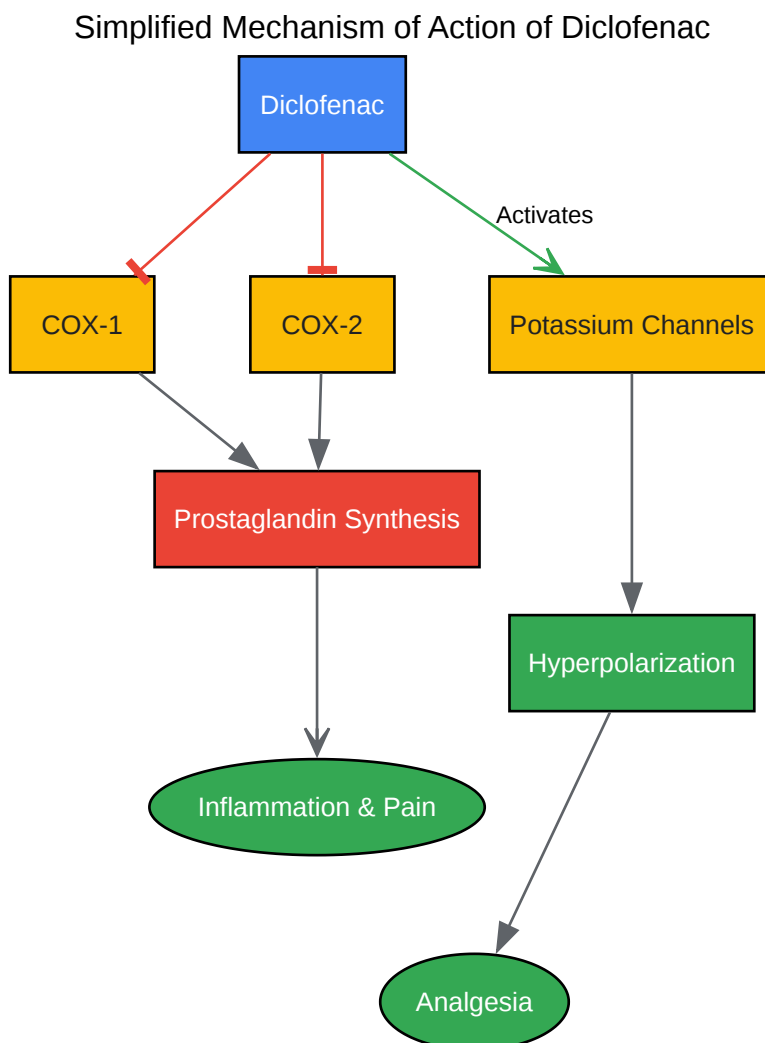 Simplified Mechanism of Action of Diclofenac
Diclofenac
Activates
COX-1
COX-2
Potassium Channels
Prostaglandin Synthesis
Hyperpolarization
Inflammation & Pain
Analgesia